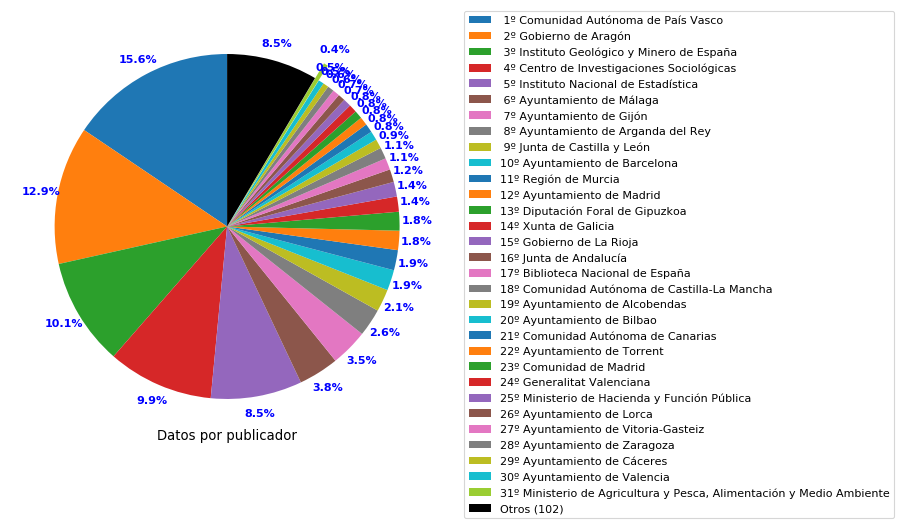 15.6%
12.9%
10.1%
9.9%
8.5%
3.8%
3.5%
2.6%
2.1%
1.9%
1.9%
1.8%
1.8%
1.4%
1.4%
1.2%
1.1%
1.1%
0.9%
0.8%
0.8%
0.8%
0.8%
0.7%
0.7%
0.5%
0.4%
8.5%
Datos por publicador
1º Comunidad Autónoma de País Vasco
2º Gobierno de Aragón
3º Instituto Geológico y Minero de España
4º Centro de Investigaciones Sociológicas
5º Instituto Nacional de Estadística
6º Ayuntamiento de Málaga
7º Ayuntamiento de Gijón
8º Ayuntamiento de Arganda del Rey
9º Junta de Castilla y León
10º Ayuntamiento de Barcelona
11º Región de Murcia
12º Ayuntamiento de Madrid
13º Diputación Foral de Gipuzkoa
14º Xunta de Galicia
15º Gobierno de La Rioja
16º Junta de Andalucía
17º Biblioteca Nacional de España
18º Comunidad Autónoma de Castilla-La Mancha
19º Ayuntamiento de Alcobendas
20º Ayuntamiento de Bilbao
21º Comunidad Autónoma de Canarias
22º Ayuntamiento de Torrent
23º Comunidad de Madrid
24º Generalitat Valenciana
25º Ministerio de Hacienda y Función Pública
26º Ayuntamiento de Lorca
27º Ayuntamiento de Vitoria-Gasteiz
28º Ayuntamiento de Zaragoza
29º Ayuntamiento de Cáceres
30º Ayuntamiento de Valencia
31º Ministerio de Agricultura y Pesca, Alimentación y Medio Ambiente
Otros (102)